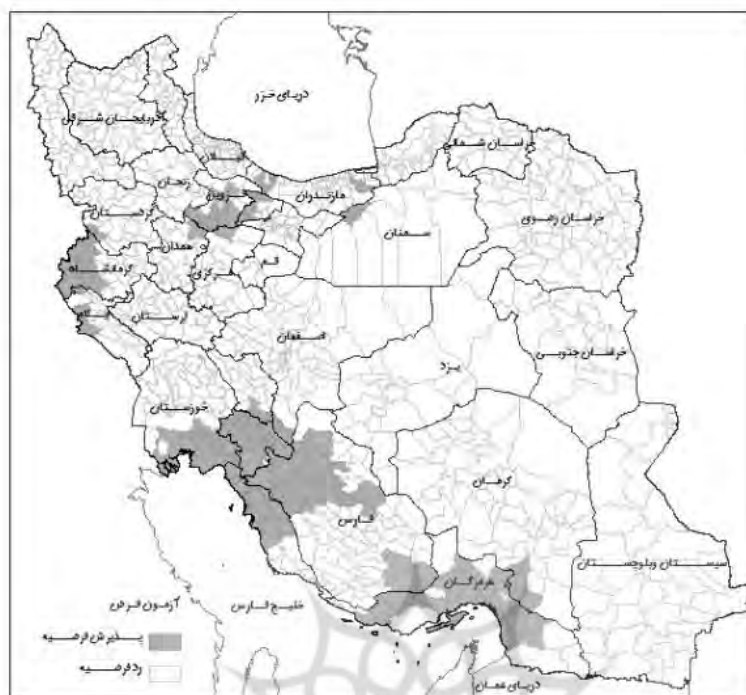 دریای خزر
آذربایجان شرقی
خراسان شمالی
گیلان
زنجان
قزوین
مازندران
خراسان رضوی
کردستان
سمنان
همدان
قم
کرمانشاه
مرکزی
ایلام
لرستان
اصفهان
خراسان جنوبی
یزد
خوزستان
کرمان
فارس
سیستان وبلوچستان
هرمزگان
خلیج فارس
آزمون فرض
پذیرش فرضیه
رد فرضیه
دریای عمان